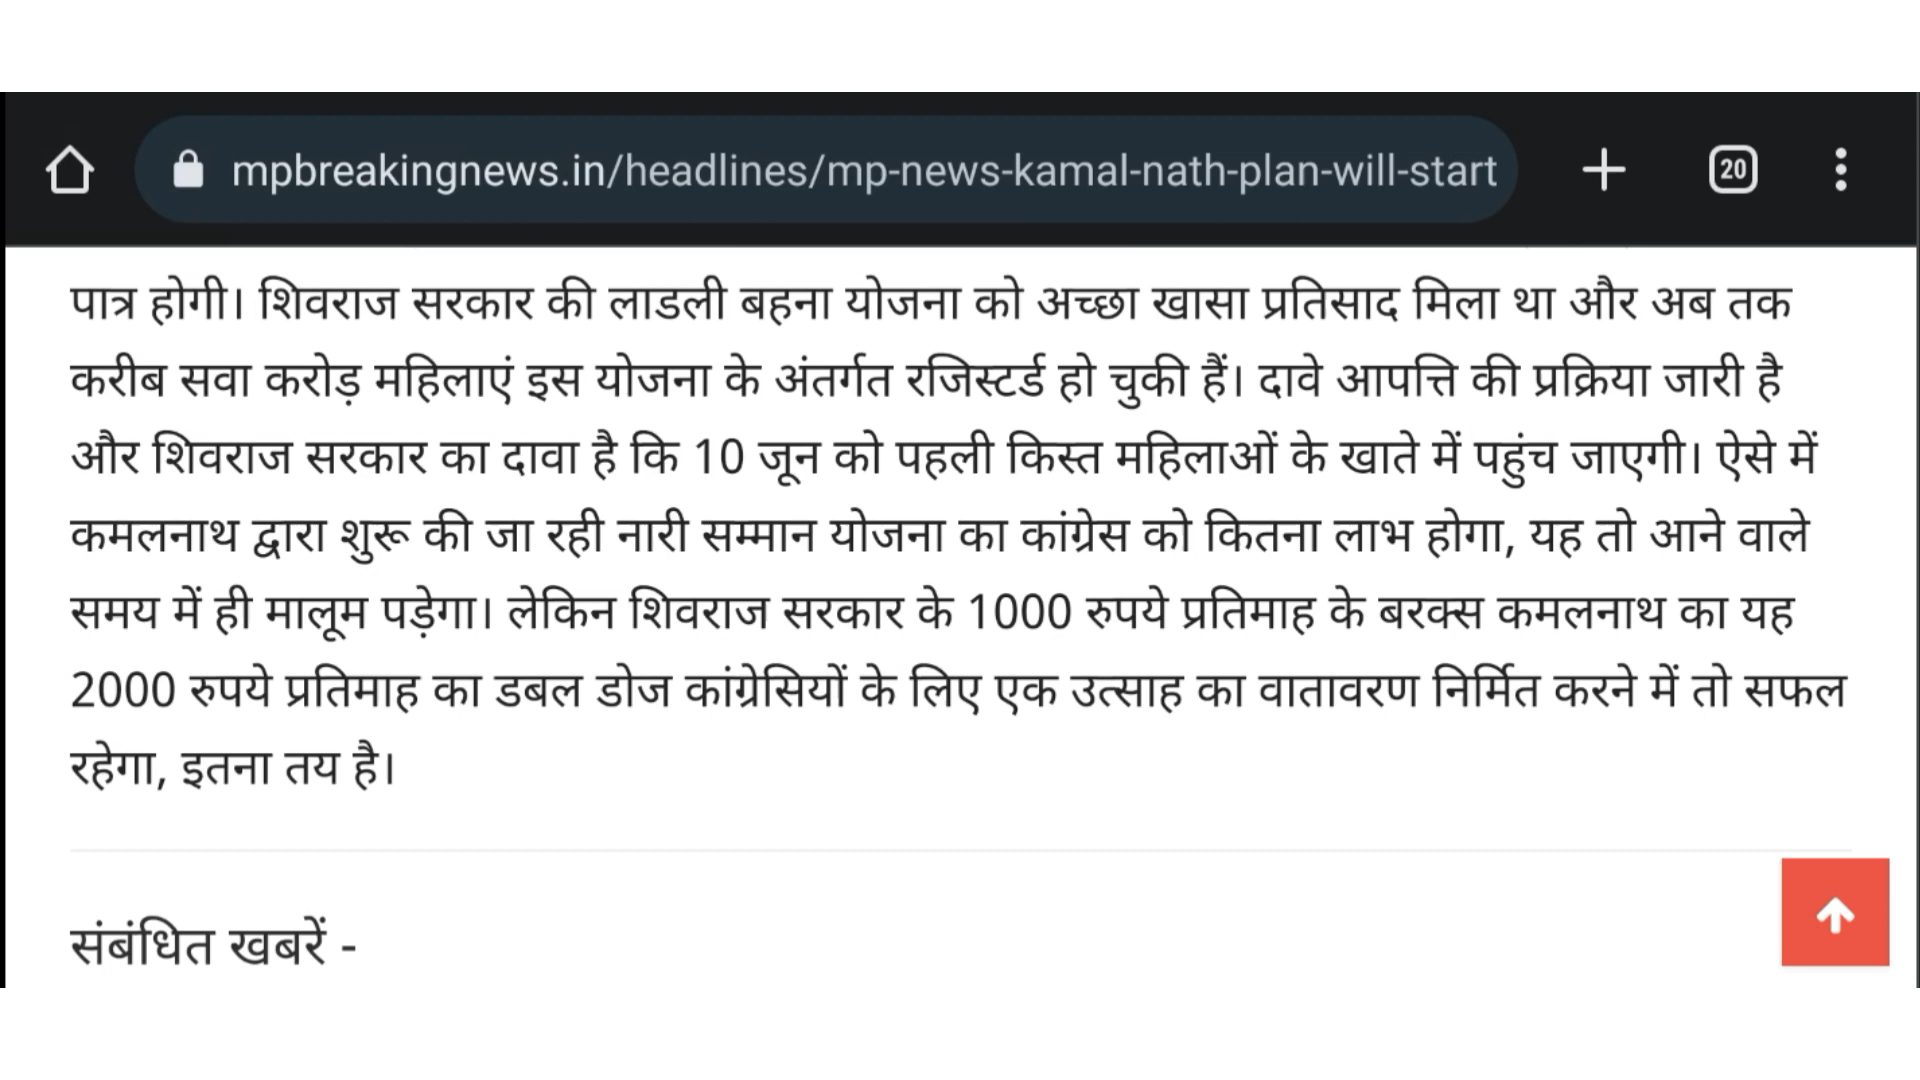 mpbreakingnews.in/headlines/mp-news-kamal-nath-plan-will-start
20
पात्र होगी। शिवराज सरकार की लाडली बहना योजना को अच्छा खासा प्रतिसाद मिला था और अब तक
करीब सवा करोड़ महिलाएं इस योजना के अंतर्गत रजिस्टर्ड हो चुकी हैं। दावे आपत्ति की प्रक्रिया जारी है
और शिवराज सरकार का दावा है कि 10 जून को पहली किस्त महिलाओं के खाते में पहुंच जाएगी। ऐसे में
कमलनाथ द्वारा शुरू की जा रही नारी सम्मान योजना का कांग्रेस को कितना लाभ होगा, यह तो आने वाले
समय में ही मालूम पड़ेगा। लेकिन शिवराज सरकार के 1000 रुपये प्रतिमाह के बरक्स कमलनाथ का यह
2000 रुपये प्रतिमाह का डबल डोज कांग्रेसियों के लिए एक उत्साह का वातावरण निर्मित करने में तो सफल
रहेगा, इतना तय है।
संबंधित खबरें -